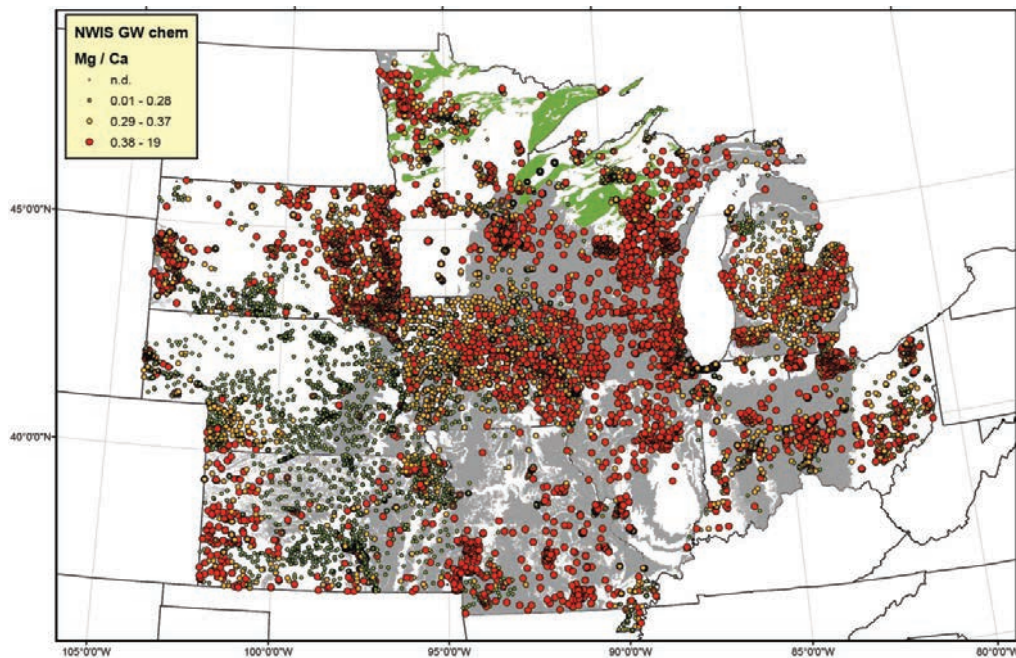 NWIS GW chem
Mg / Ca
n.d.
0.01 - 0.28
0.29 - 0.37
0.38 - 19
45°0'0"N
40°0'0"N
105°0'0"W
100°0'0"W
95°0'0"W
90°0'0"W
85°0'0"W
80°0'0"W